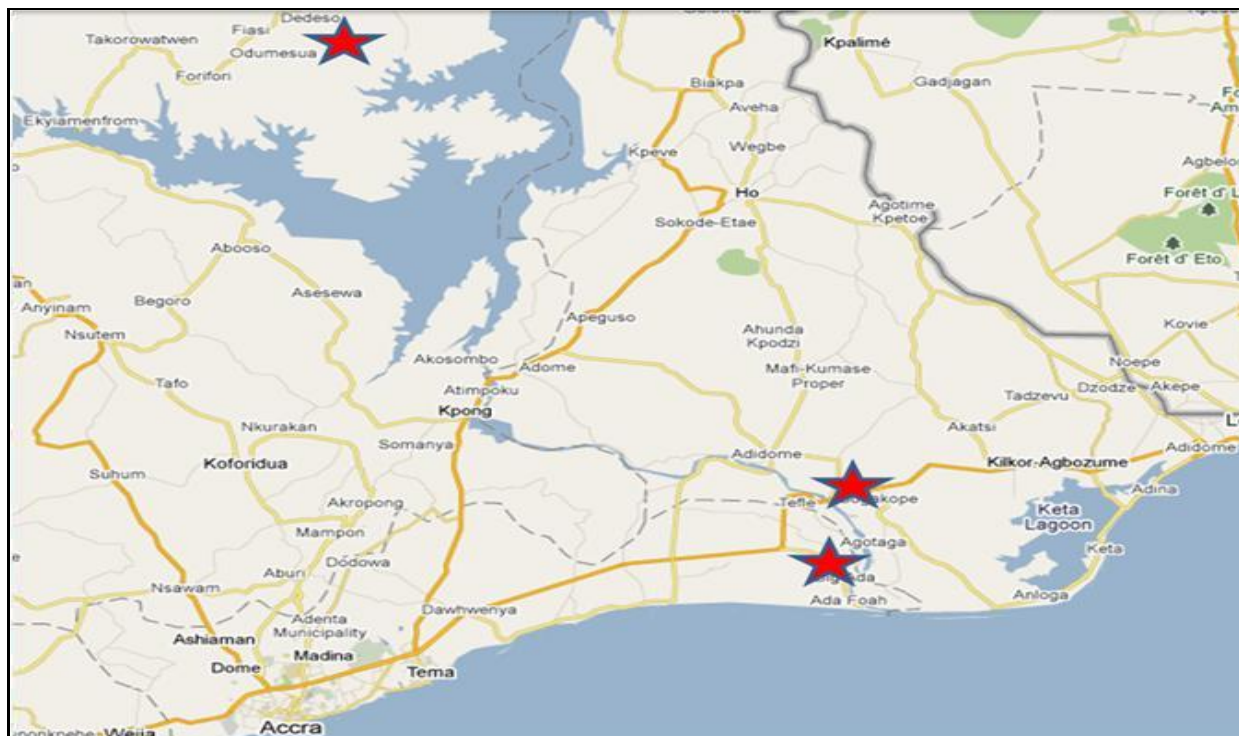 Dedeso
Fiasi
Takorowatwen
Odumesua
Forifori
Ekyiamenfrom
Kpalimé
Gadjagan
Biakpa
Aveha
Wegbe
Kpeve
Ho
Sokode-Etae
Agotime
Kpetoe
Forêt d'
Forêt d' Eto
Abooso
Begoro
Asesewa
Anyinam
Nsutem
Apeguso
Ahunda
Kpodzi
Kovie
Akosombo
Adome
Mafi-Kumase
Proper
Noepe
Tafo
Atimpoku
Tadzevu
Dzodze
Akepe
Kpong
Nkurakan
Somanya
Akatsi
Koforidua
Adidome
Kilkor-Agbozume
Adidome
Suhum
Akropong
Tefle
Adina
Keta
Lagoon
Mampon
Agotaga
Keta
Dodowa
Aburi
Nsawam
Ada Foah
Anloga
Dawhwenya
Adenta
Municipality
Ashiaman
Madina
Dome
Tema
Accra
Weija